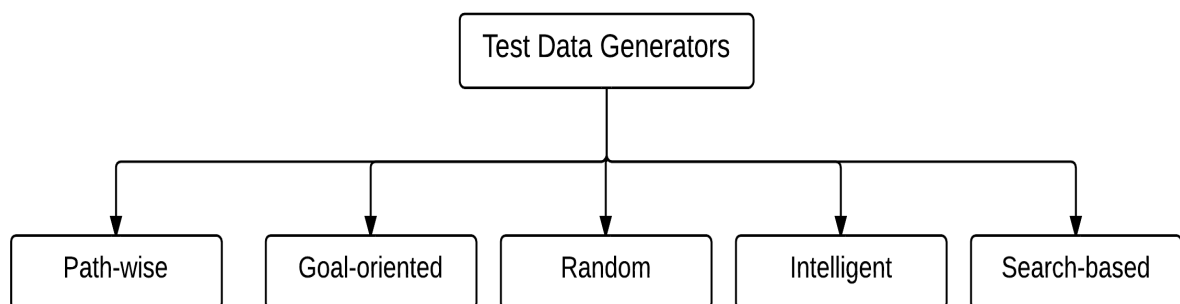 Test Data Generators
Path-wise
Goal-oriented
Random
Intelligent
Search-based